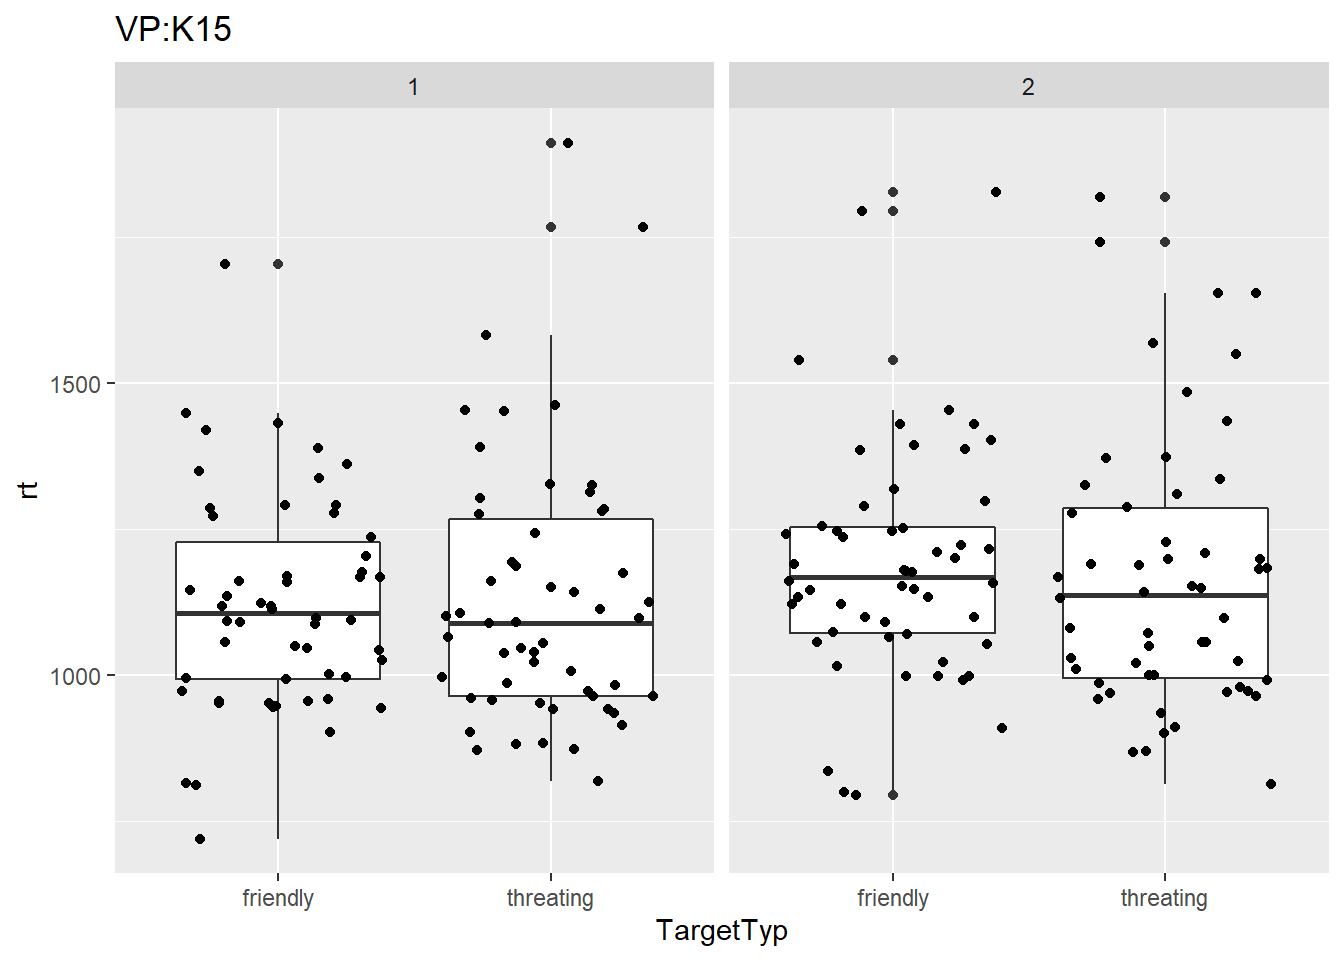 VP:K15
1
2
rt
1500
1000
friendly
threating
friendly
threating
TargetTyp